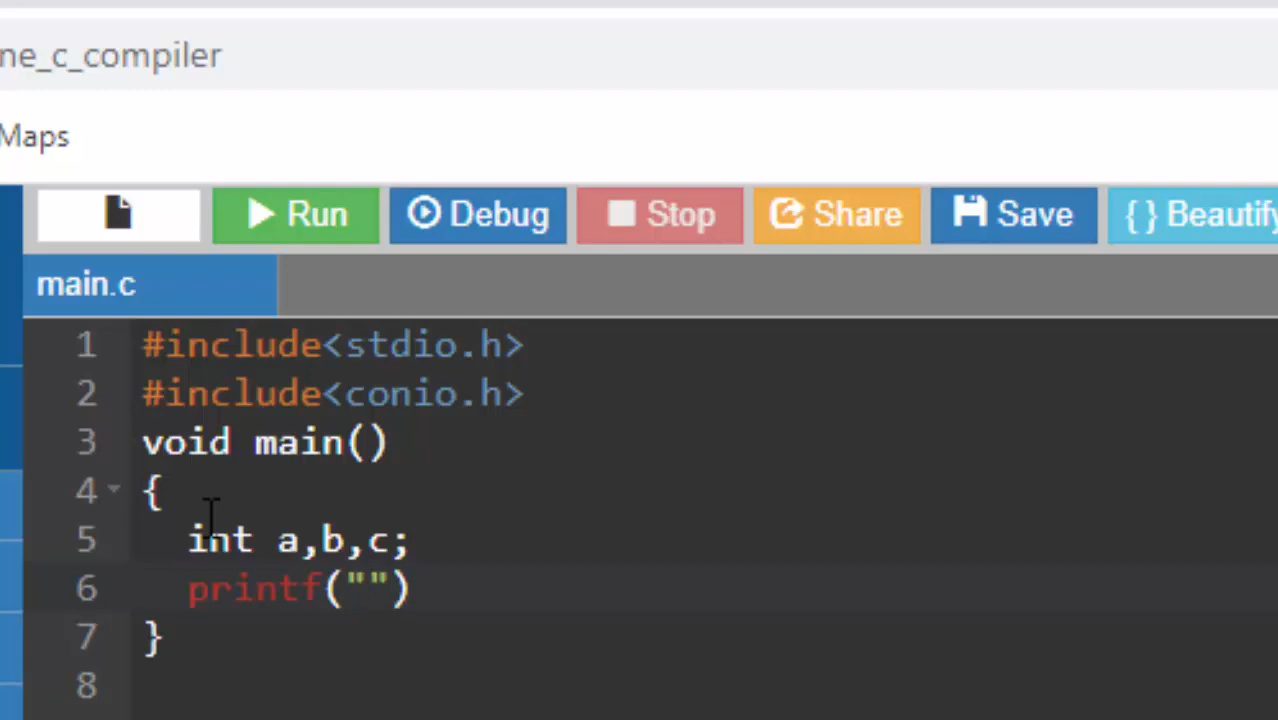 ne_c_compiler
Maps
Run Debug Stop Share Save { } Beautify
main.c
1 #include<stdio.h>
2 #include<conio.h>
3 void main()
4 {
5 int a,b,c;
6 printf("")
7 }
8